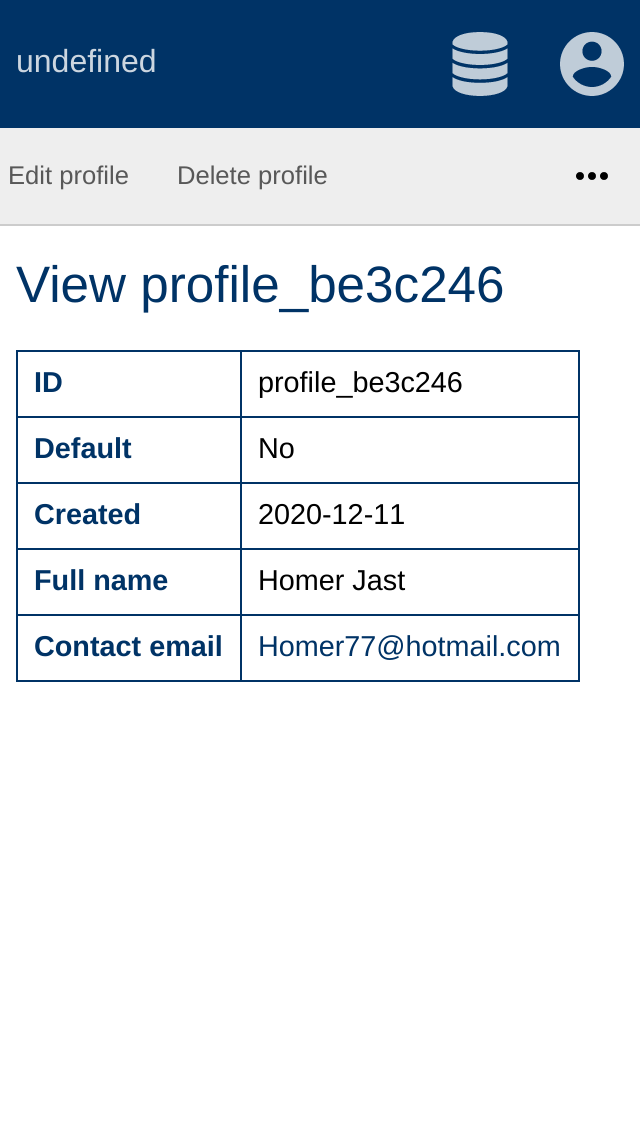 undefined
Edit profile Delete profile
View profile_be3c246
ID profile_be3c246
Default No
Created 2020-12-11
Full name Homer Jast
Contact email Homer77@hotmail.com